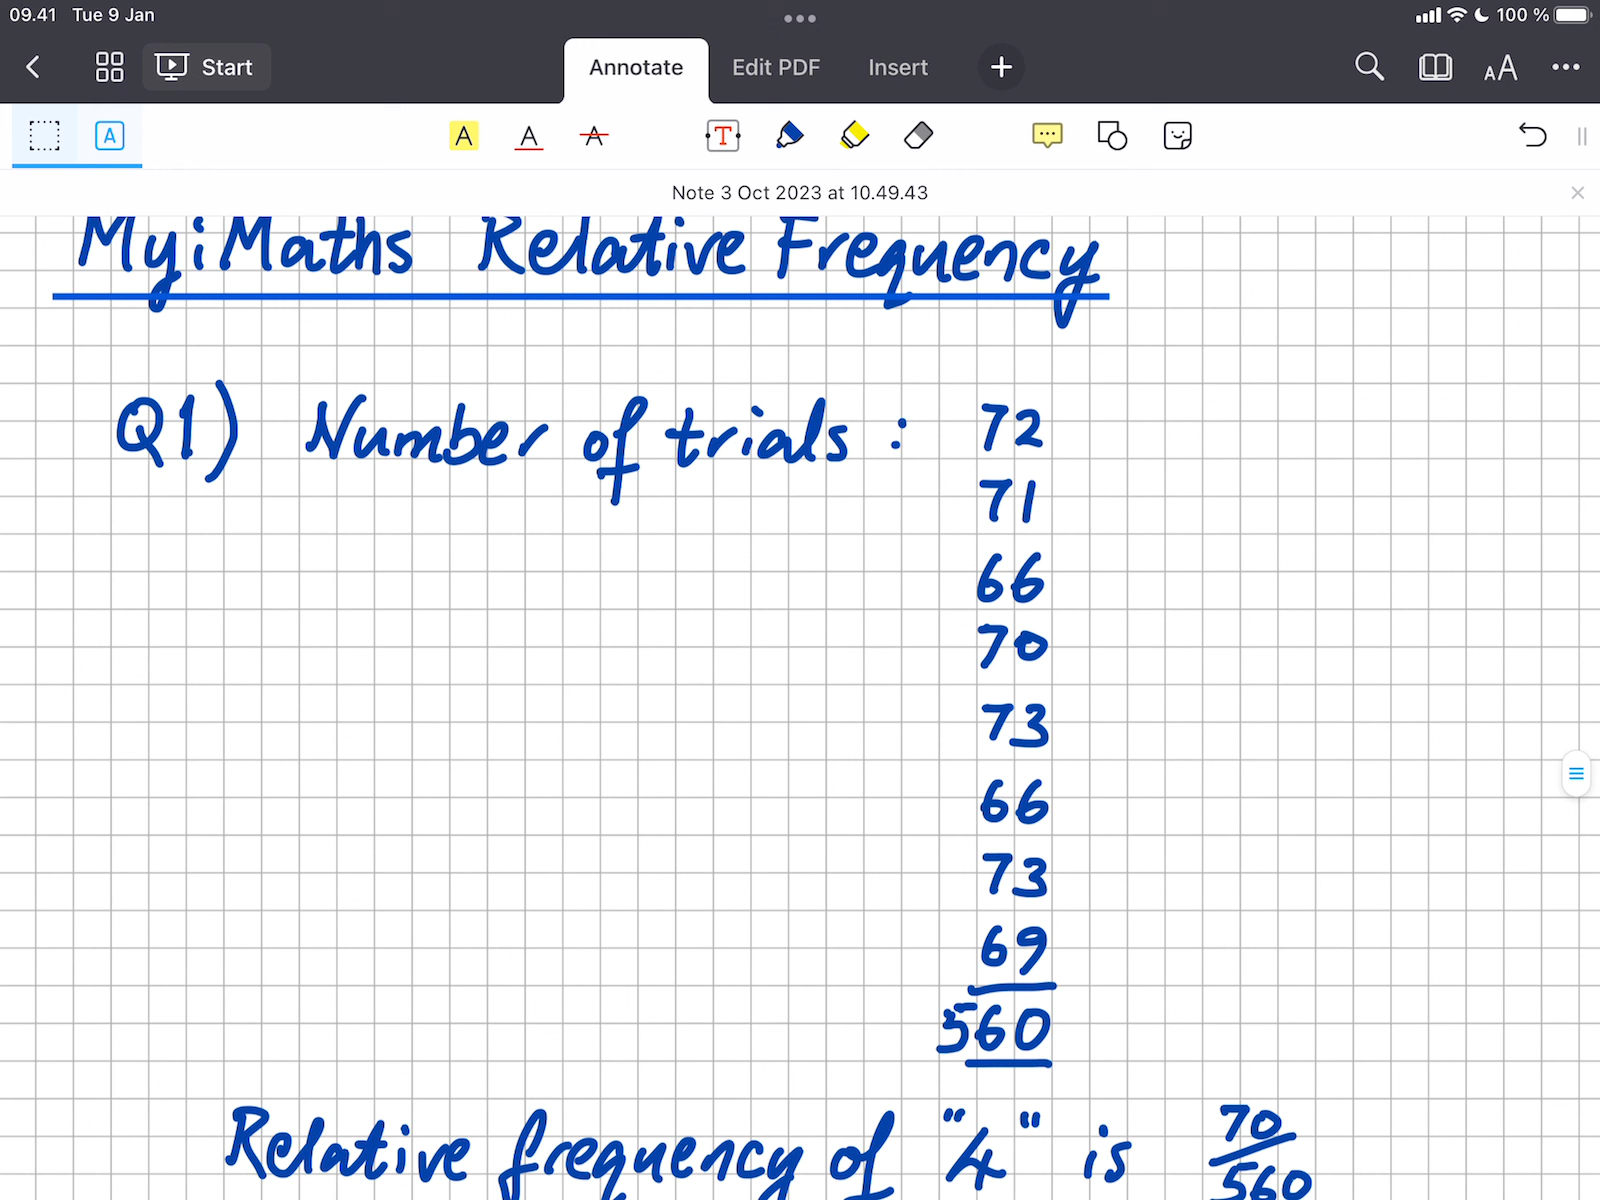 09.41 Tue 9 Jan 100 %
Start Annotate Edit PDF Insert + AA
A A A A T
Note 3 Oct 2023 at 10.49.43
MyiMaths Relative Frequency
Q1) Number of trials : 72
71
66
70
73
66
73
69
560
Relative frequency of "4" is 70/560